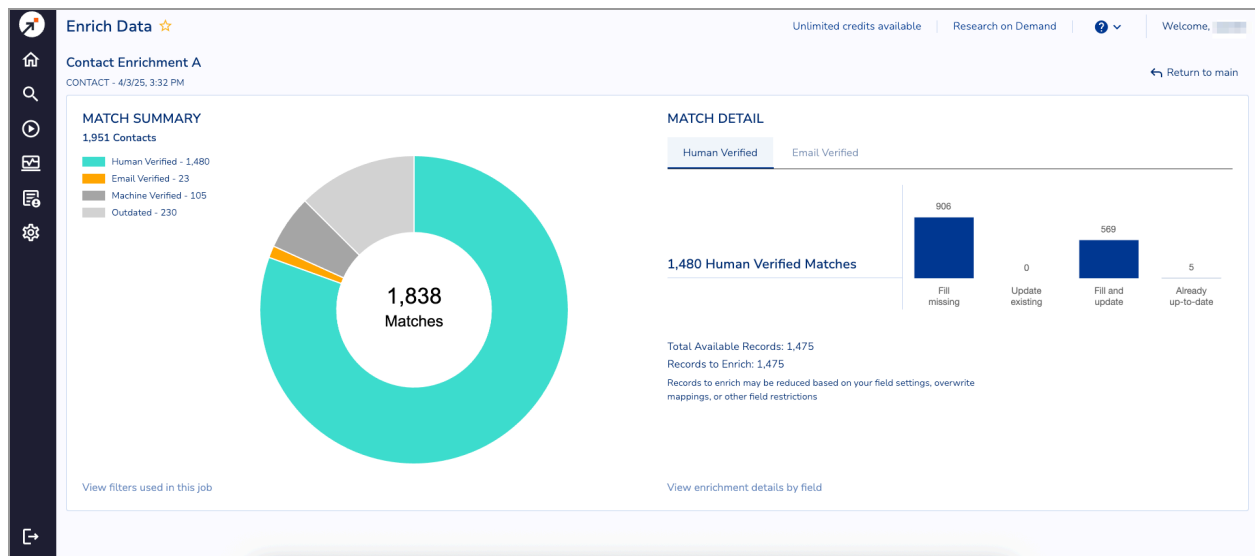 Enrich Data
Unlimited credits available
Research on Demand
Welcome,
Contact Enrichment A
CONTACT - 4/3/25, 3:32 PM
Return to main
MATCH SUMMARY
1,951 Contacts
Human Verified - 1,480
Email Verified - 23
Machine Verified - 105
Outdated - 230
1,838
Matches
View filters used in this job
MATCH DETAIL
Human Verified
Email Verified
1,480 Human Verified Matches
906
0
569
5
Fill
missing
Update
existing
Fill and
update
Already
up-to-date
Total Available Records: 1,475
Records to Enrich: 1,475
Records to enrich may be reduced based on your field settings, overwrite
mappings, or other field restrictions
View enrichment details by field